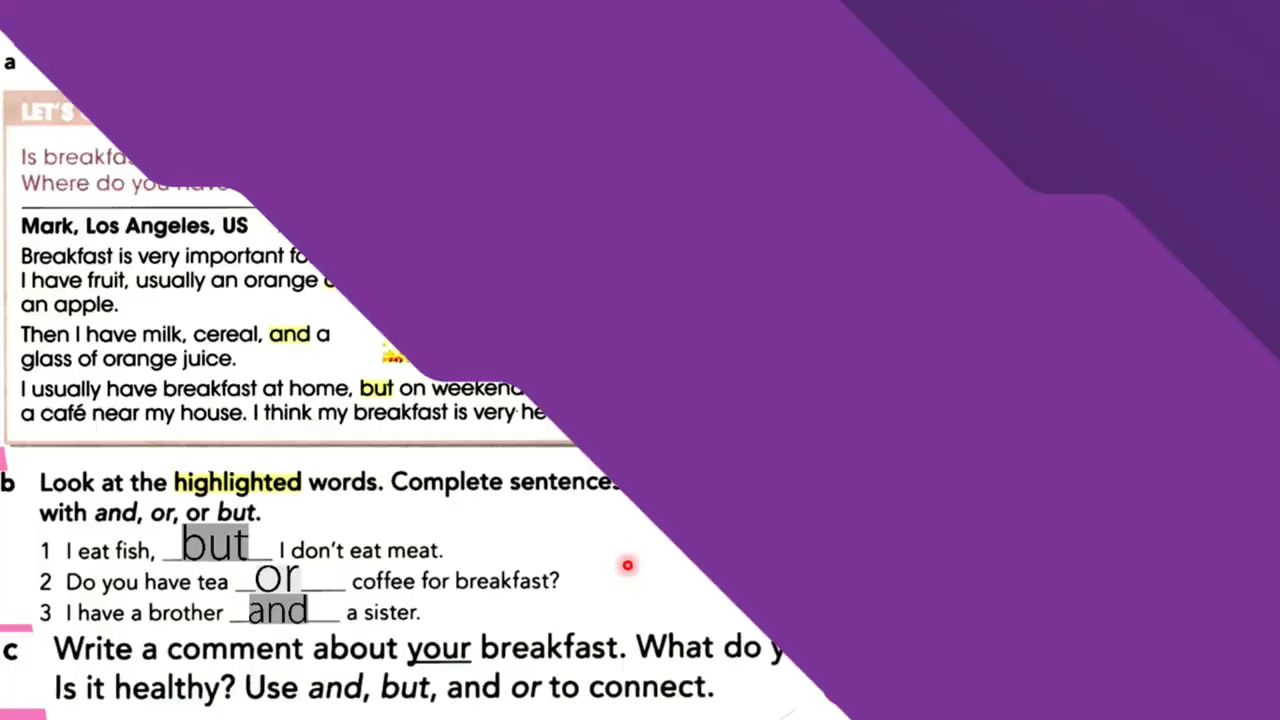 a
LET'S
Is breakfa
Where do you have
Mark, Los Angeles, US
Breakfast is very important fo
I have fruit, usually an orange
an apple.
Then I have milk, cereal, and a
glass of orange juice.
I usually have breakfast at home, but on weekend
a café near my house. I think my breakfast is very he
b Look at the highlighted words. Complete sentences
with and, or, or but.
1 I eat fish, __but__ I don't eat meat.
2 Do you have tea __or__ coffee for breakfast?
3 I have a brother __and__ a sister.
c Write a comment about your breakfast. What do y
Is it healthy? Use and, but, and or to connect.